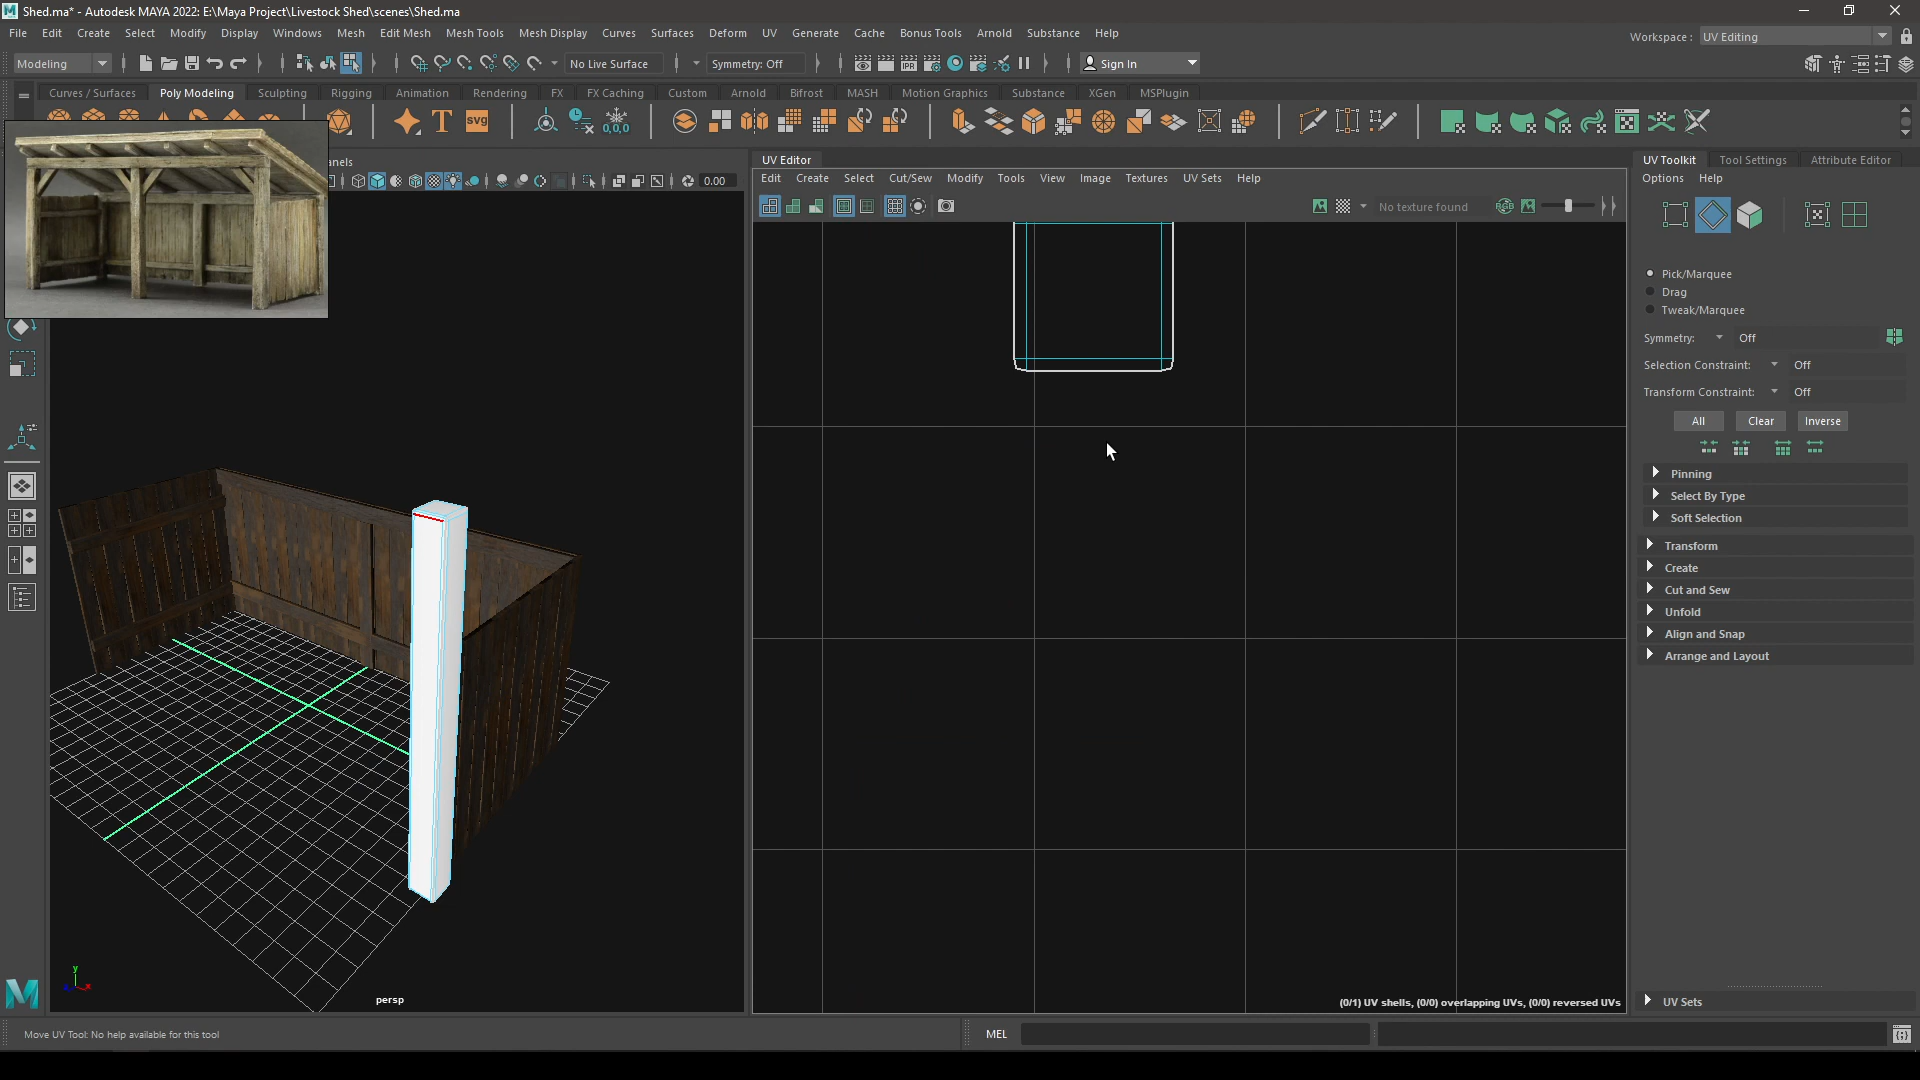 Shed.ma* - Autodesk MAYA 2022: E:\Maya Project\Livestock Shed\scenes\Shed.ma
File Edit Create Select Modify Display Windows Mesh Edit Mesh Mesh Tools Mesh Display Curves Surfaces Deform UV Generate Cache Bonus Tools Arnold Substance Help
Workspace : UV Editing
Modeling
No Live Surface
Symmetry: Off
IPR
Sign In
Curves / Surfaces Poly Modeling Sculpting Rigging Animation Rendering FX FX Caching Custom Arnold Bifrost MASH Motion Graphics Substance XGen MSPlugin
T svg 0,0,0
anels
0.00
persp
y
x
UV Editor
Edit Create Select Cut/Sew Modify Tools View Image Textures UV Sets Help
No texture found
RGB
(0/1) UV shells, (0/0) overlapping UVs, (0/0) reversed UVs
UV Toolkit Tool Settings Attribute Editor
Options Help
Pick/Marquee
Drag
Tweak/Marquee
Symmetry: Off
Selection Constraint: Off
Transform Constraint: Off
All Clear Inverse
Pinning
Select By Type
Soft Selection
Transform
Create
Cut and Sew
Unfold
Align and Snap
Arrange and Layout
UV Sets
Move UV Tool: No help available for this tool
MEL